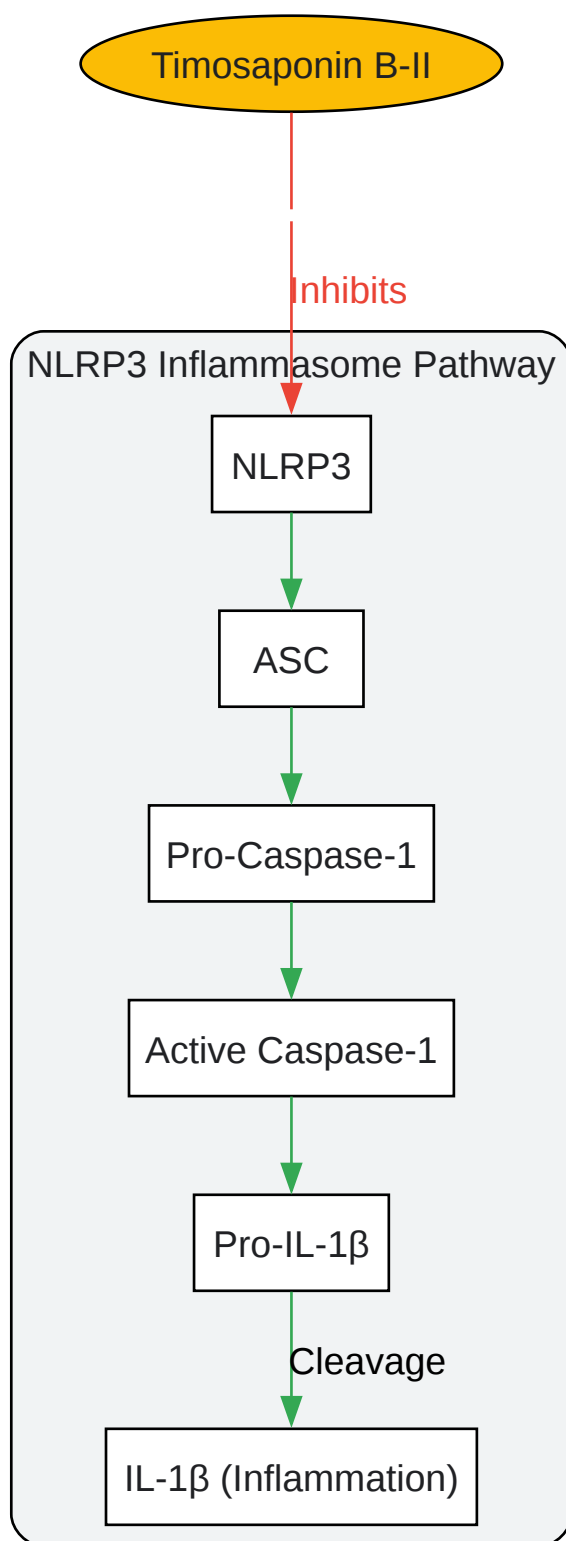 Timosaponin B-II
Inhibits
NLRP3 Inflammasome Pathway
NLRP3
ASC
Pro-Caspase-1
Active Caspase-1
Pro-IL-1β
Cleavage
IL-1β (Inflammation)